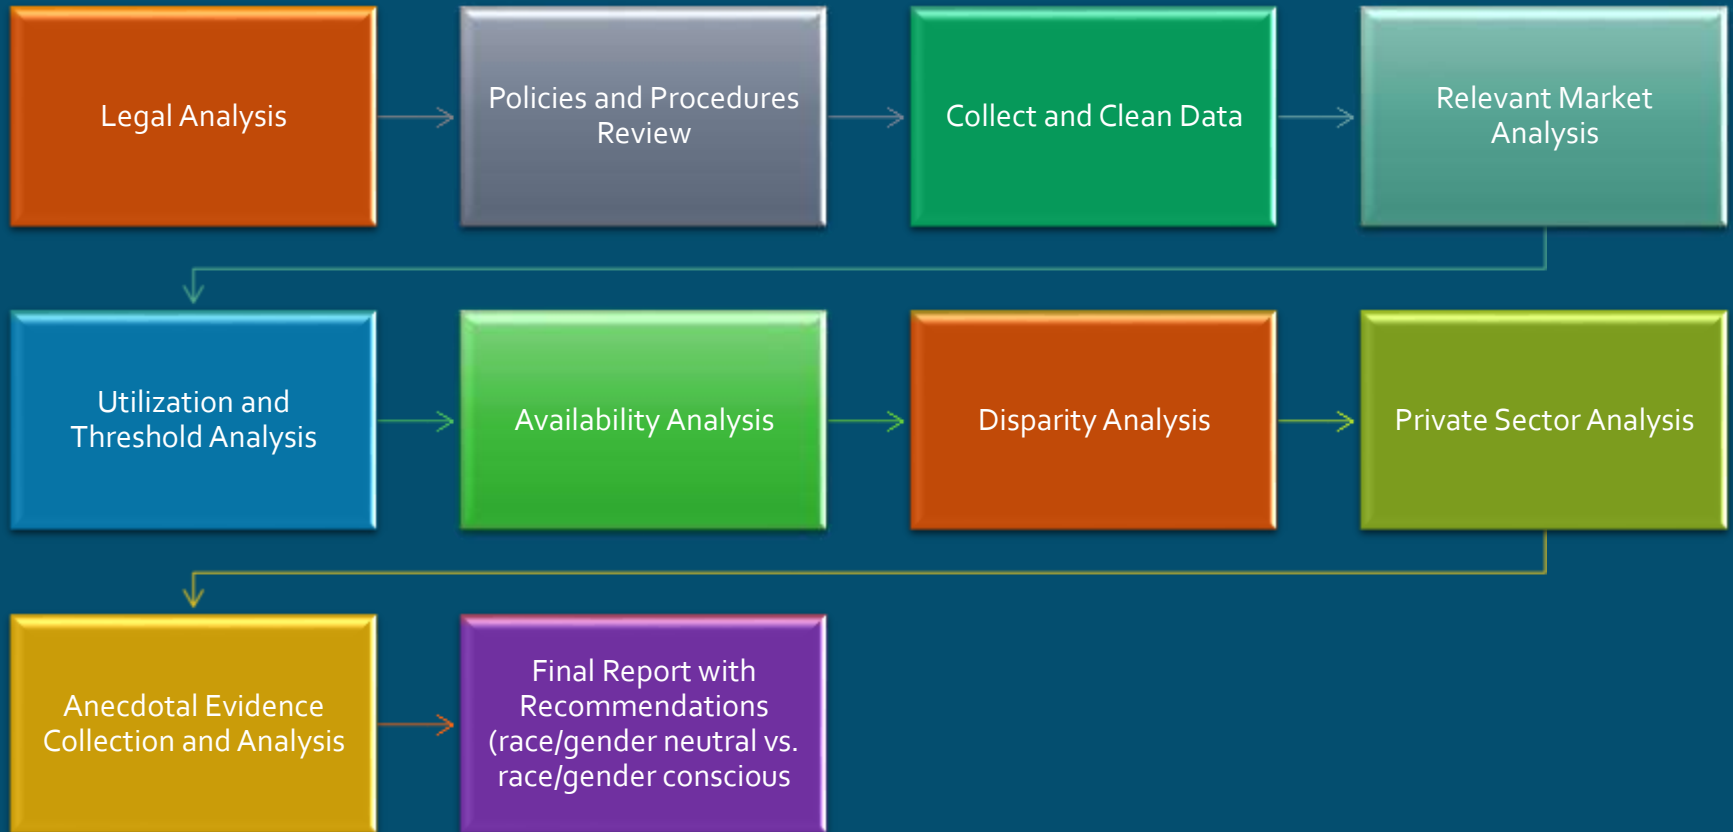 Legal Analysis
Policies and Procedures
Review
Collect and Clean Data
Relevant Market
Analysis
Utilization and
Threshold Analysis
Availability Analysis
Disparity Analysis
Private Sector Analysis
Anecdotal Evidence
Collection and Analysis
Final Report with
Recommendations
(race/gender neutral vs.
race/gender conscious